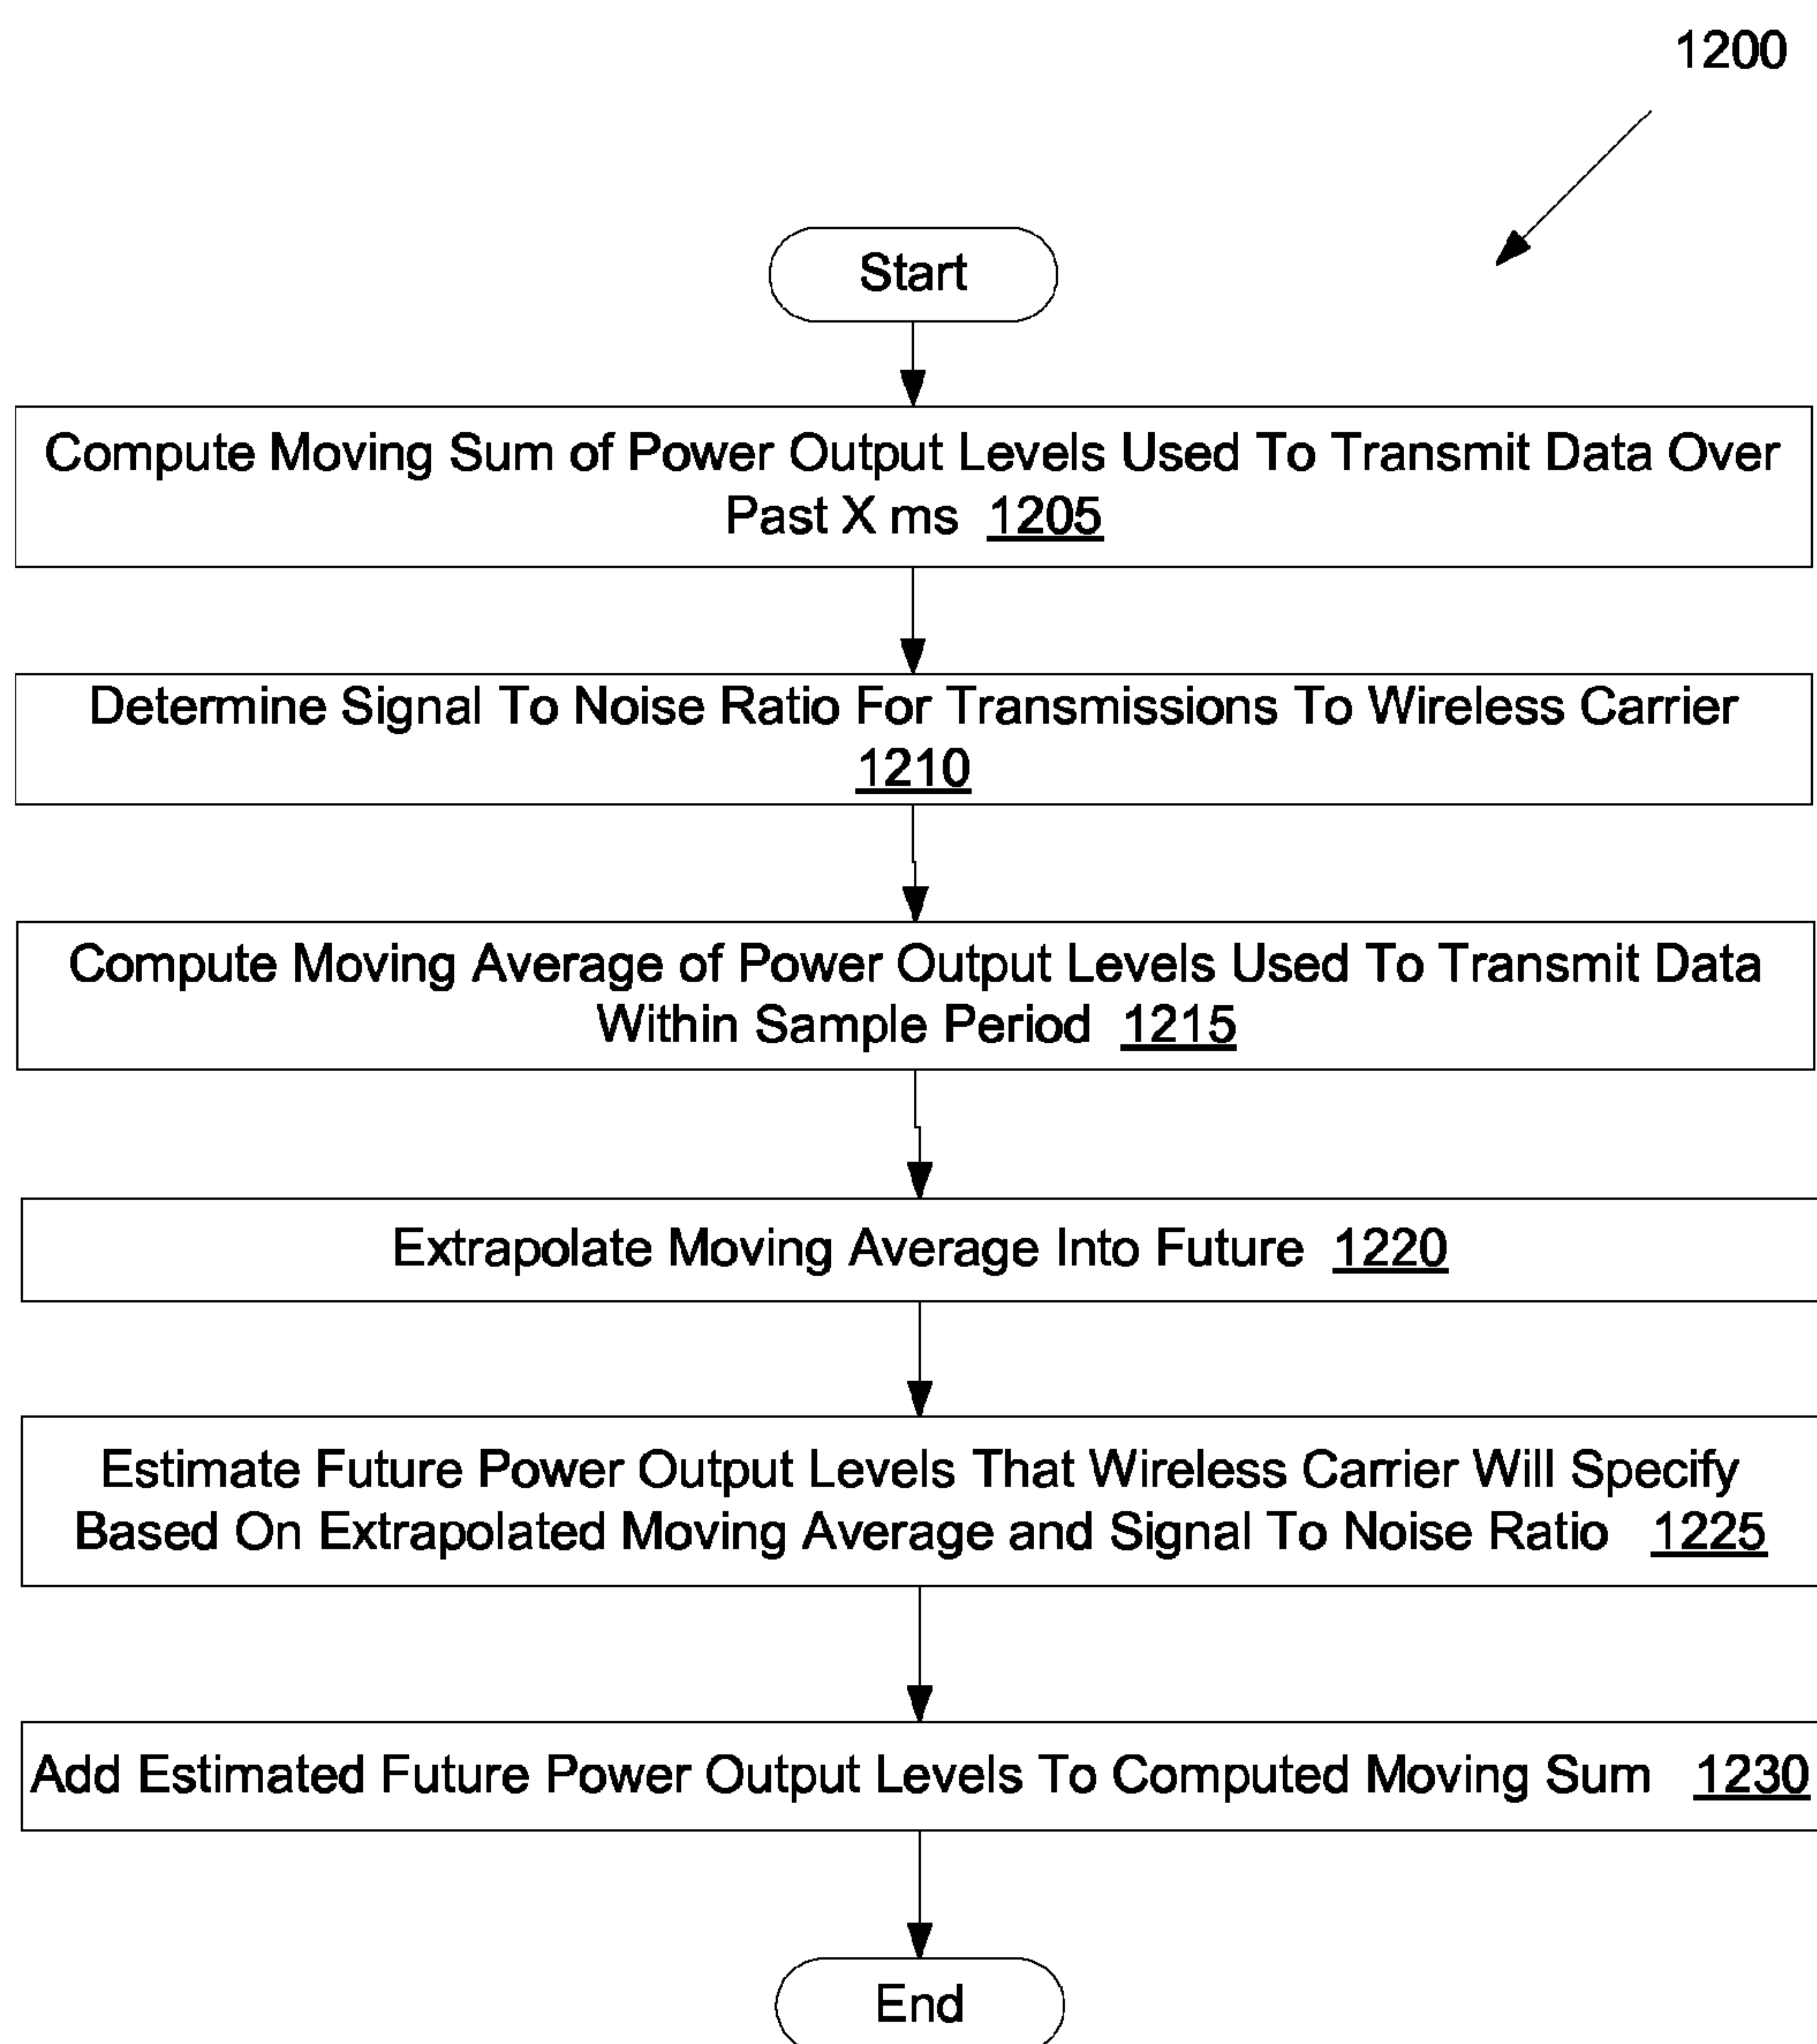 1200
Start
Compute Moving Sum of Power Output Levels Used To Transmit Data Over
Past X ms 1205
Determine Signal To Noise Ratio For Transmissions To Wireless Carrier
1210
Compute Moving Average of Power Output Levels Used To Transmit Data
Within Sample Period 1215
Extrapolate Moving Average Into Future 1220
Estimate Future Power Output Levels That Wireless Carrier Will Specify
Based On Extrapolated Moving Average and Signal To Noise Ratio 1225
Add Estimated Future Power Output Levels To Computed Moving Sum 1230
End